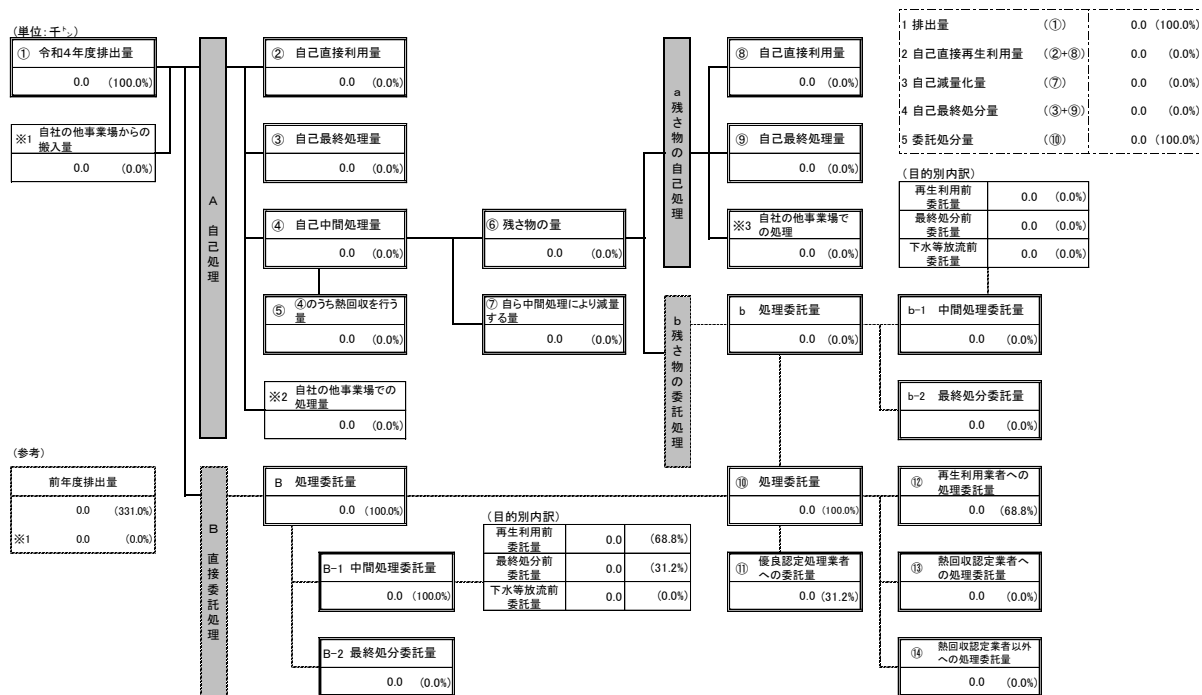 (単位:千㌧)
① 令和4年度排出量
0.0 (100.0%)
※1 自社の他事業場からの
搬入量
0.0 (0.0%)
A 自己処理
② 自己直接利用量
0.0 (0.0%)
③ 自己最終処理量
0.0 (0.0%)
④ 自己中間処理量
0.0 (0.0%)
⑤ ④のうち熱回収を行う
量
0.0 (0.0%)
※2 自社の他事業場での
処理量
0.0 (0.0%)
⑥ 残さ物の量
0.0 (0.0%)
⑦ 自ら中間処理により減量
する量
0.0 (0.0%)
a 残さ物の自己処理
⑧ 自己直接利用量
0.0 (0.0%)
⑨ 自己最終処理量
0.0 (0.0%)
※3 自社の他事業場で
の処理
0.0 (0.0%)
b 残さ物の委託処理
b 処理委託量
0.0 (0.0%)
b-1 中間処理委託量
0.0 (0.0%)
b-2 最終処分委託量
0.0 (0.0%)
1 排出量 (①) 0.0 (100.0%)
2 自己直接再生利用量 (②+⑧) 0.0 (0.0%)
3 自己減量化量 (⑦) 0.0 (0.0%)
4 自己最終処分量 (③+⑨) 0.0 (0.0%)
5 委託処分量 (⑩) 0.0 (100.0%)
(目的別内訳)
再生利用前
委託量 0.0 (0.0%)
最終処分前
委託量 0.0 (0.0%)
下水等放流前
委託量 0.0 (0.0%)
(参考)
前年度排出量
0.0 (331.0%)
※1 0.0 (0.0%)
B 直接委託処理
B 処理委託量
0.0 (100.0%)
B-1 中間処理委託量
0.0 (100.0%)
B-2 最終処分委託量
0.0 (0.0%)
(目的別内訳)
再生利用前
委託量 0.0 (68.8%)
最終処分前
委託量 0.0 (31.2%)
下水等放流前
委託量 0.0 (0.0%)
⑩ 処理委託量
0.0 (100.0%)
⑪ 優良認定処理業者
への委託量
0.0 (31.2%)
⑫ 再生利用業者への
処理委託量
0.0 (68.8%)
⑬ 熱回収認定業者へ
の処理委託量
0.0 (0.0%)
⑭ 熱回収認定業者以外
への処理委託量
0.0 (0.0%)